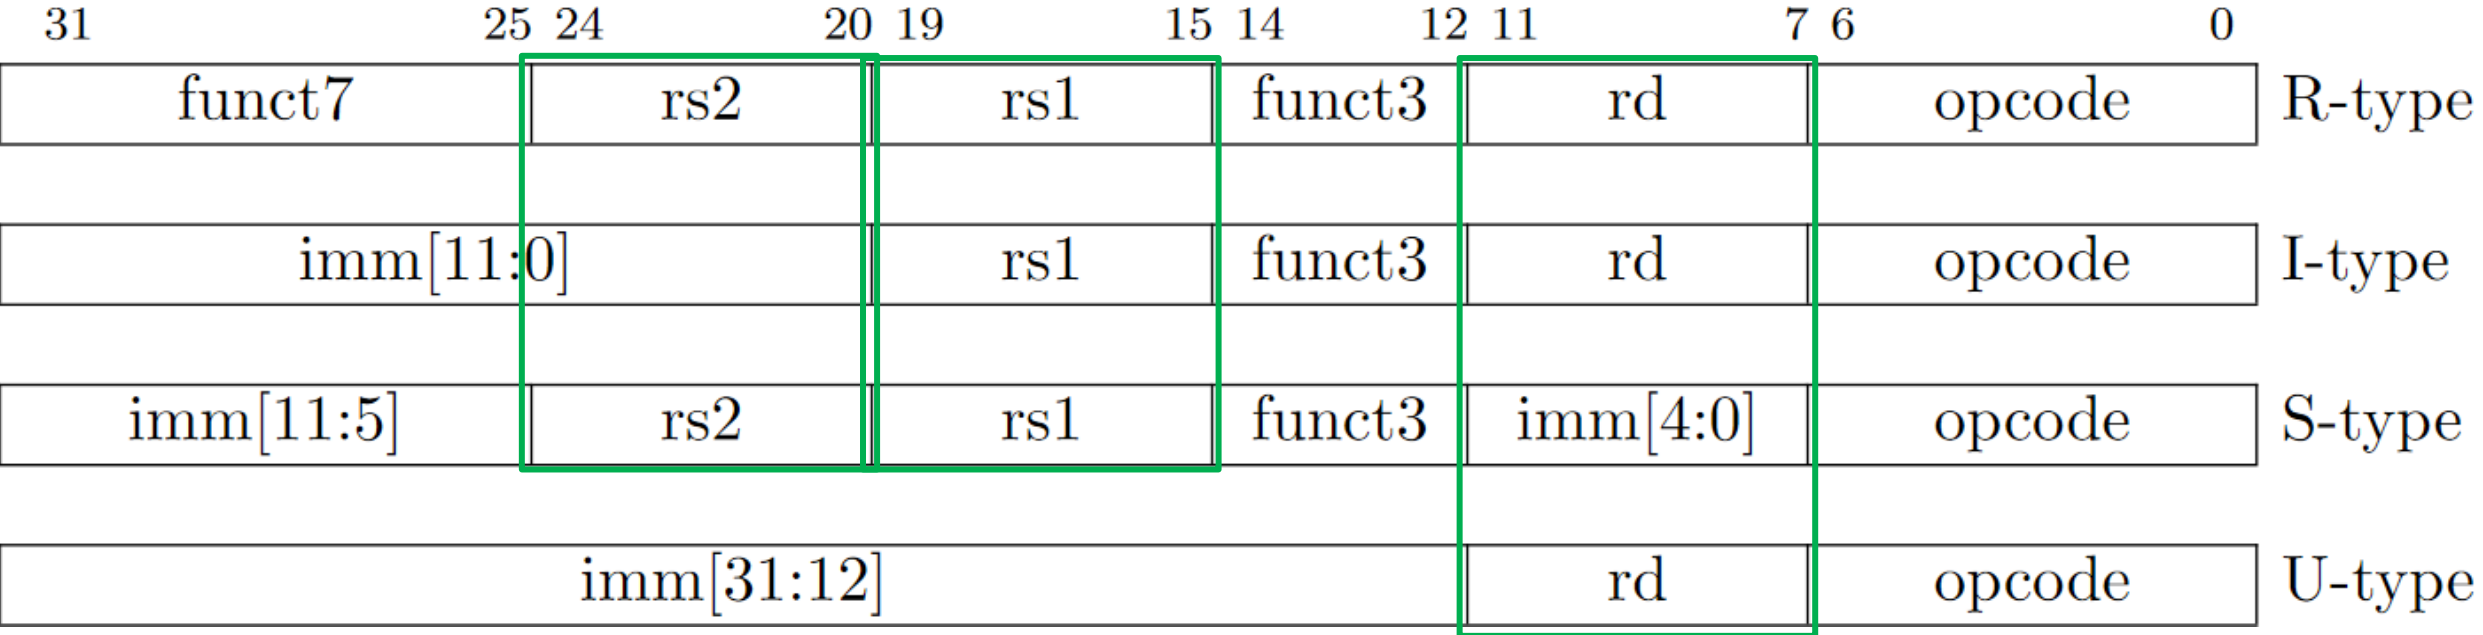 31 25 24 20 19 15 14 12 11 7 6 0
funct7 rs2 rs1 funct3 rd opcode R-type
imm[11:0] rs1 funct3 rd opcode I-type
imm[11:5] rs2 rs1 funct3 imm[4:0] opcode S-type
imm[31:12] rd opcode U-type